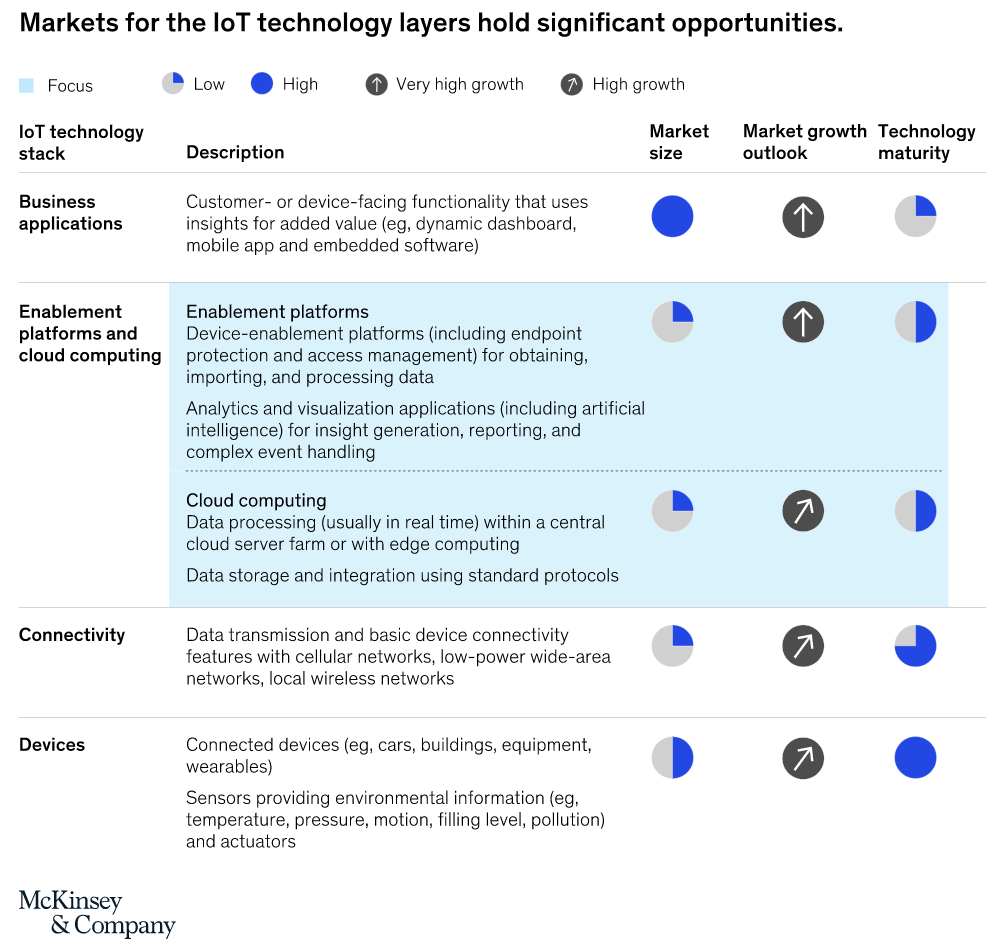 Markets for the IoT technology layers hold significant opportunities.
Focus
Low
High
Very high growth
High growth
IoT technology
stack
Description
Market
size
Market growth
outlook
Technology
maturity
Business
applications
Customer- or device-facing functionality that uses
insights for added value (eg, dynamic dashboard,
mobile app and embedded software)
Enablement
platforms and
cloud computing
Enablement platforms
Device-enablement platforms (including endpoint
protection and access management) for obtaining,
importing, and processing data
Analytics and visualization applications (including artificial
intelligence) for insight generation, reporting, and
complex event handling
Cloud computing
Data processing (usually in real time) within a central
cloud server farm or with edge computing
Data storage and integration using standard protocols
Connectivity
Data transmission and basic device connectivity
features with cellular networks, low-power wide-area
networks, local wireless networks
Devices
Connected devices (eg, cars, buildings, equipment,
wearables)
Sensors providing environmental information (eg,
temperature, pressure, motion, filling level, pollution)
and actuators
McKinsey
& Company